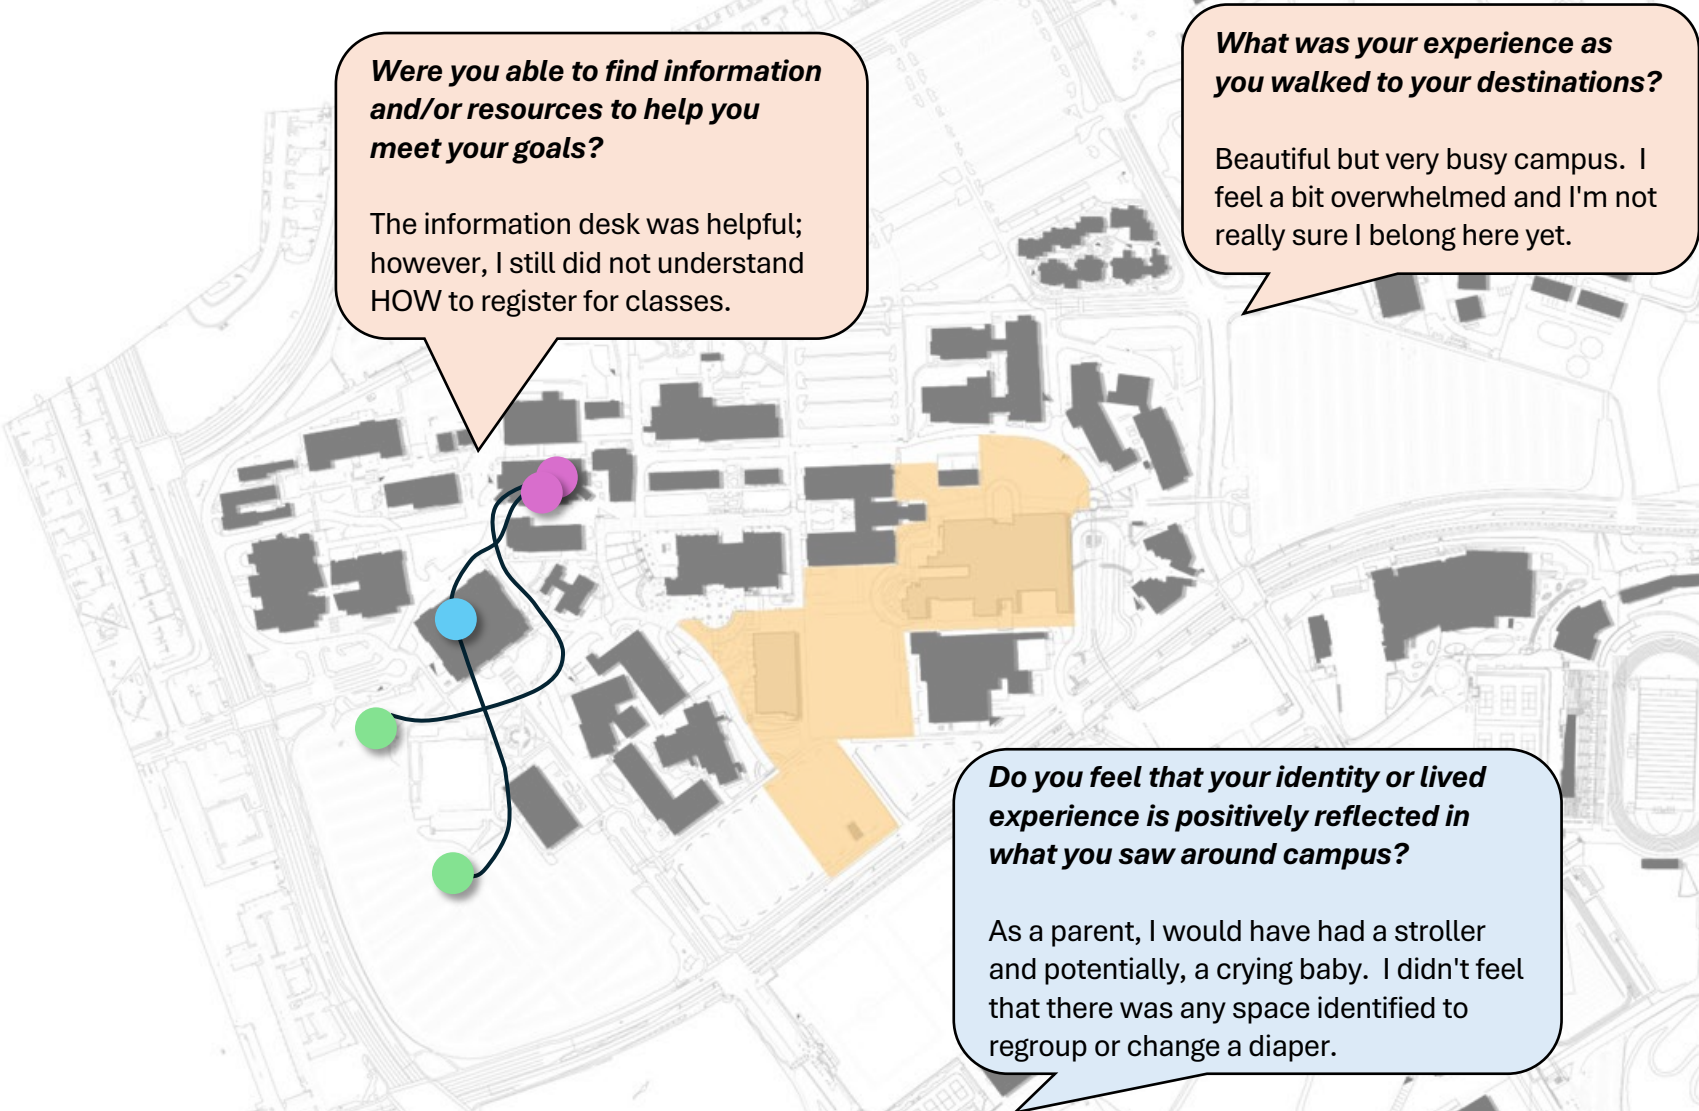 Were you able to find information
and/or resources to help you
meet your goals?
The information desk was helpful;
however, I still did not understand
HOW to register for classes.
What was your experience as
you walked to your destinations?
Beautiful but very busy campus.  I
feel a bit overwhelmed and I'm not
really sure I belong here yet.
Do you feel that your identity or lived
experience is positively reflected in
what you saw around campus?
As a parent, I would have had a stroller
and potentially, a crying baby.  I didn't feel
that there was any space identified to
regroup or change a diaper.